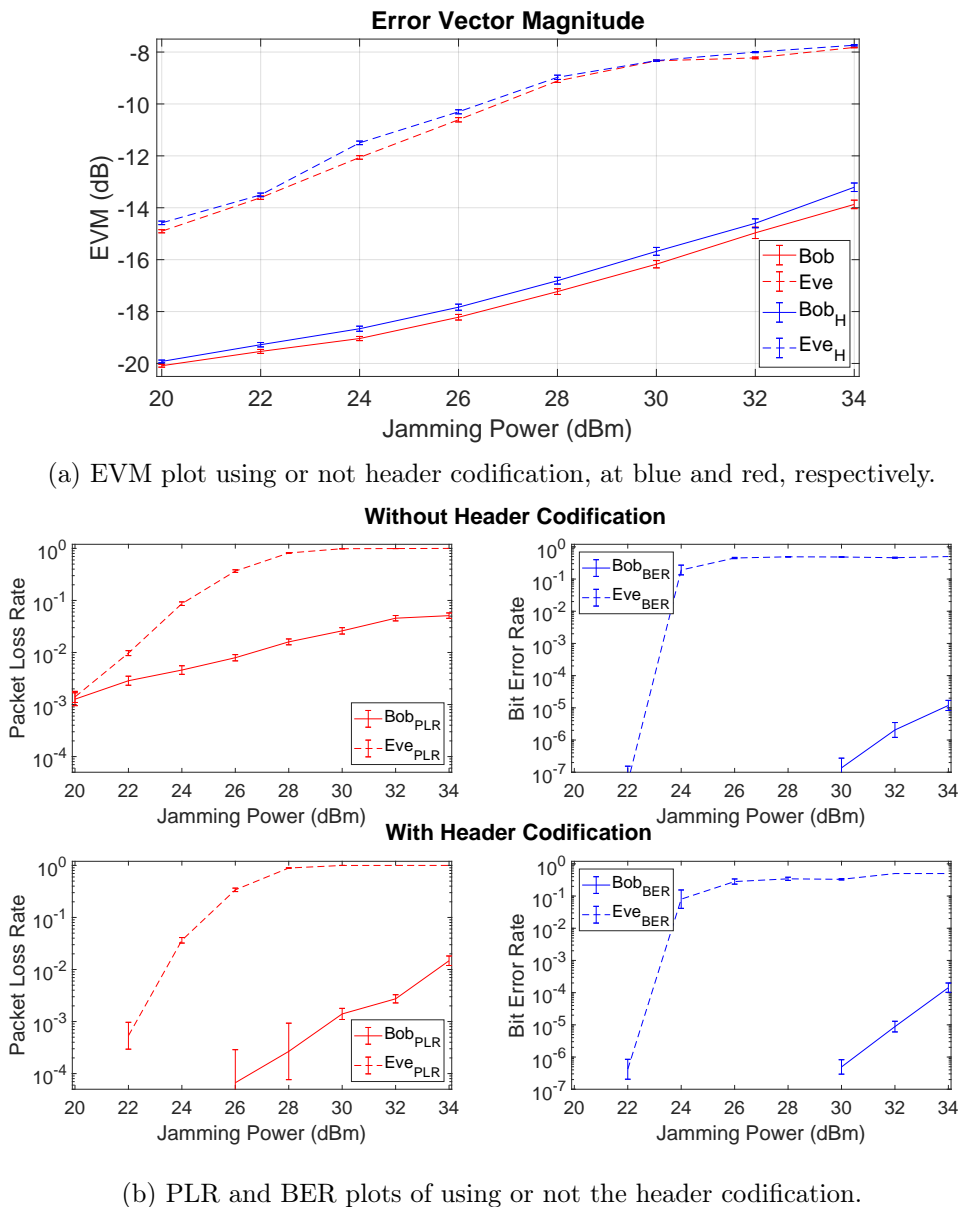 Error Vector Magnitude
-8
-10
-12
-14
-16
-18
-20
EVM (dB)
Bob
Eve
Bob_H
Eve_H
20 22 24 26 28 30 32 34
Jamming Power (dBm)
(a) EVM plot using or not header codification, at blue and red, respectively.
Without Header Codification
10^0
10^-1
10^-2
10^-3
10^-4
Packet Loss Rate
Bob_PLR
Eve_PLR
20 22 24 26 28 30 32 34
Jamming Power (dBm)
10^0
10^-1
10^-2
10^-3
10^-4
10^-5
10^-6
10^-7
Bit Error Rate
Bob_BER
Eve_BER
20 22 24 26 28 30 32 34
Jamming Power (dBm)
With Header Codification
10^0
10^-1
10^-2
10^-3
10^-4
Packet Loss Rate
Bob_PLR
Eve_PLR
20 22 24 26 28 30 32 34
Jamming Power (dBm)
10^0
10^-1
10^-2
10^-3
10^-4
10^-5
10^-6
10^-7
Bit Error Rate
Bob_BER
Eve_BER
20 22 24 26 28 30 32 34
Jamming Power (dBm)
(b) PLR and BER plots of using or not the header codification.